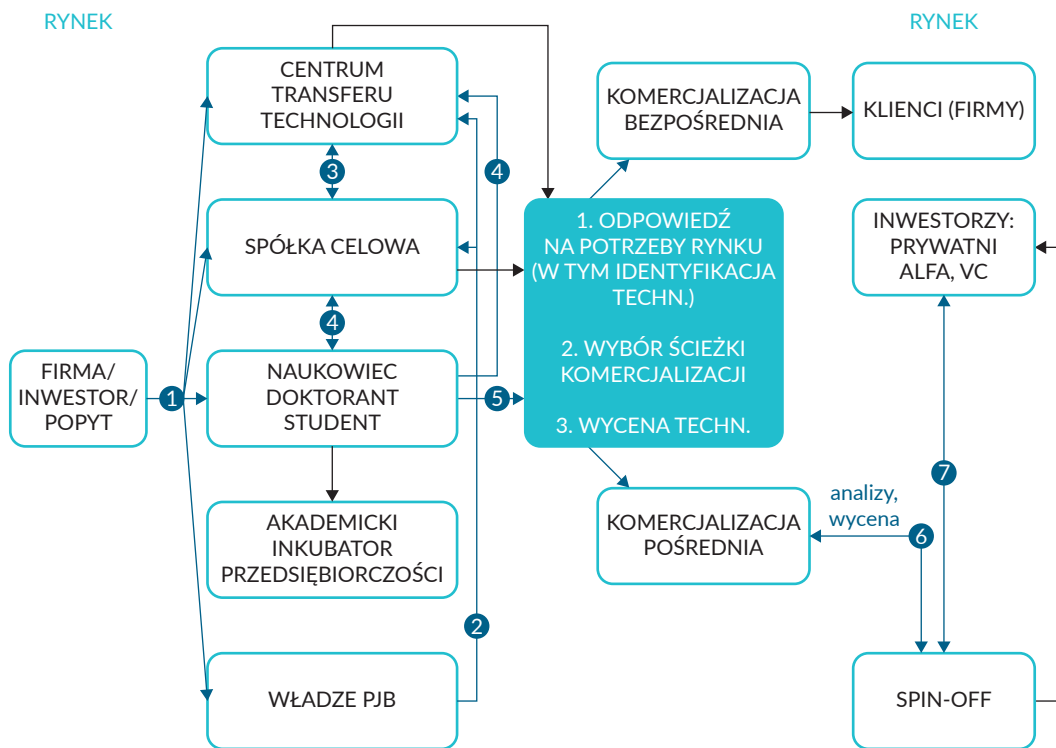 RYNEK
RYNEK
CENTRUM
TRANSFERU
TECHNOLOGII
3
4
SPÓŁKA CELOWA
4
FIRMA/
INWESTOR/
POPYT
1
NAUKOWIEC
DOKTORANT
STUDENT
5
AKADEMICKI
INKUBATOR
PRZEDSIĘBIORCZOŚCI
2
WŁADZE PJB
1. ODPOWIEDŹ
NA POTRZEBY RYNKU
(W TYM IDENTYFIKACJA
TECHN.)
2. WYBÓR ŚCIEŻKI
KOMERCJALIZACJI
3. WYCENA TECHN.
KOMERCJALIZACJA
BEZPOŚREDNIA
KLIENCI (FIRMY)
INWESTORZY:
PRYWATNI
ALFA, VC
KOMERCJALIZACJA
POŚREDNIA
analizy,
wycena
6
7
SPIN-OFF